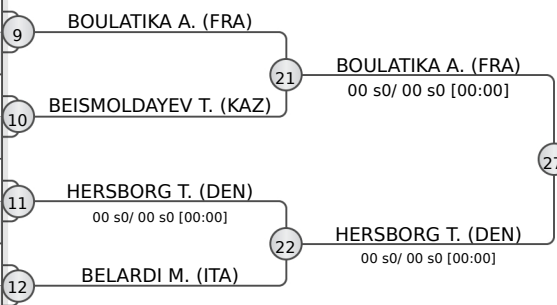 9
BOULATIKA A. (FRA)
21
BOULATIKA A. (FRA)
00 s0/ 00 s0 [00:00]
10
BEISMOLDAYEV T. (KAZ)
27
11
HERSBORG T. (DEN)
00 s0/ 00 s0 [00:00]
22
HERSBORG T. (DEN)
00 s0/ 00 s0 [00:00]
12
BELARDI M. (ITA)